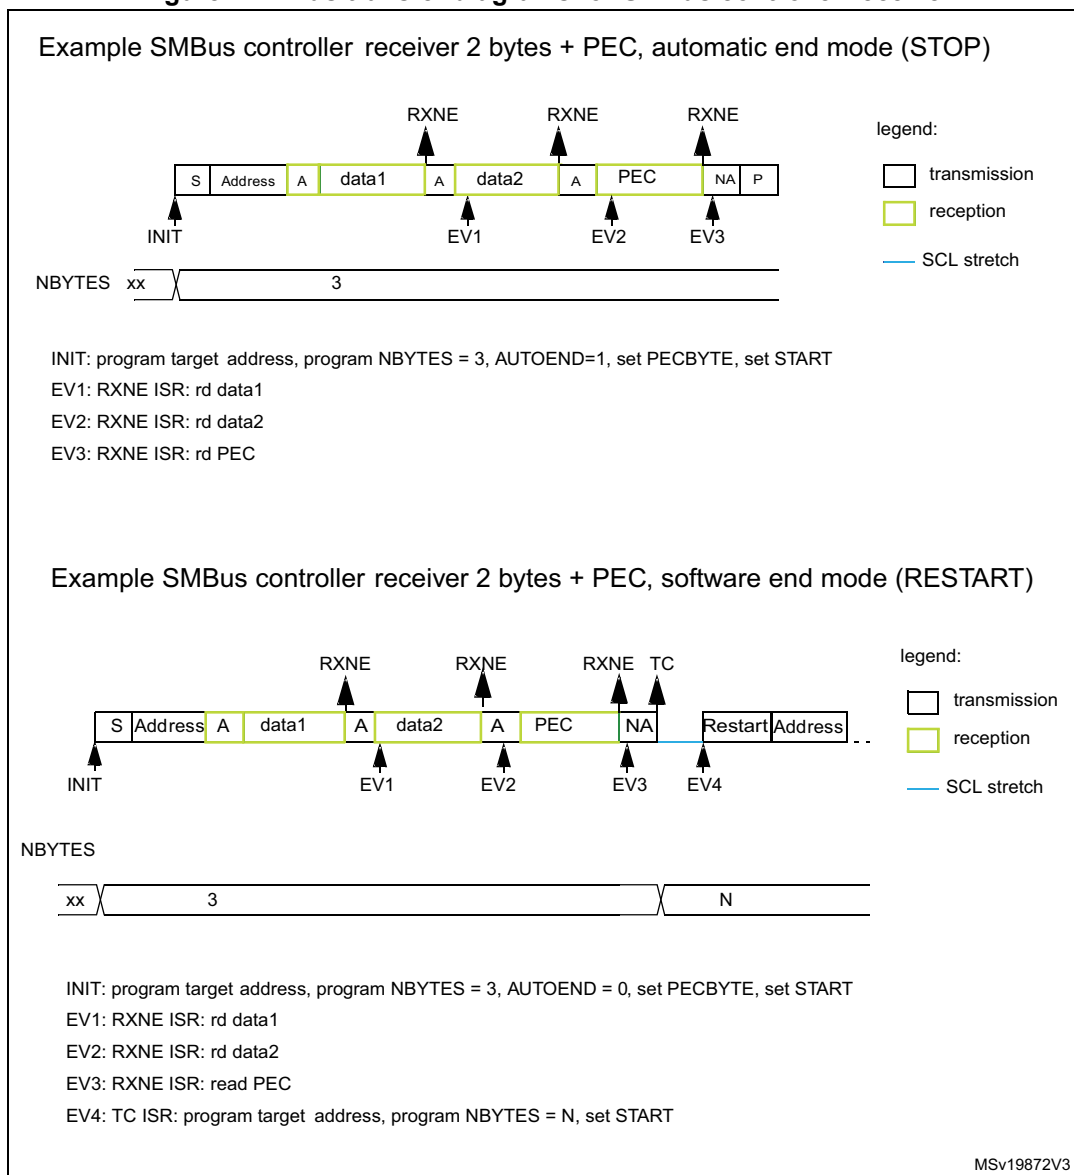 Example SMBus controller receiver 2 bytes + PEC, automatic end mode (STOP)
RXNE RXNE RXNE
legend:
S Address A data1 A data2 A PEC NA P
transmission
reception
INIT EV1 EV2 EV3
SCL stretch
NBYTES xx 3
INIT: program target address, program NBYTES = 3, AUTOEND=1, set PECBYTE, set START
EV1: RXNE ISR: rd data1
EV2: RXNE ISR: rd data2
EV3: RXNE ISR: rd PEC
Example SMBus controller receiver 2 bytes + PEC, software end mode (RESTART)
RXNE RXNE RXNE TC
legend:
transmission
S Address A data1 A data2 A PEC NA Restart Address
reception
INIT EV1 EV2 EV3 EV4
SCL stretch
NBYTES
xx 3 N
INIT: program target address, program NBYTES = 3, AUTOEND = 0, set PECBYTE, set START
EV1: RXNE ISR: rd data1
EV2: RXNE ISR: rd data2
EV3: RXNE ISR: read PEC
EV4: TC ISR: program target address, program NBYTES = N, set START
MSv19872V3